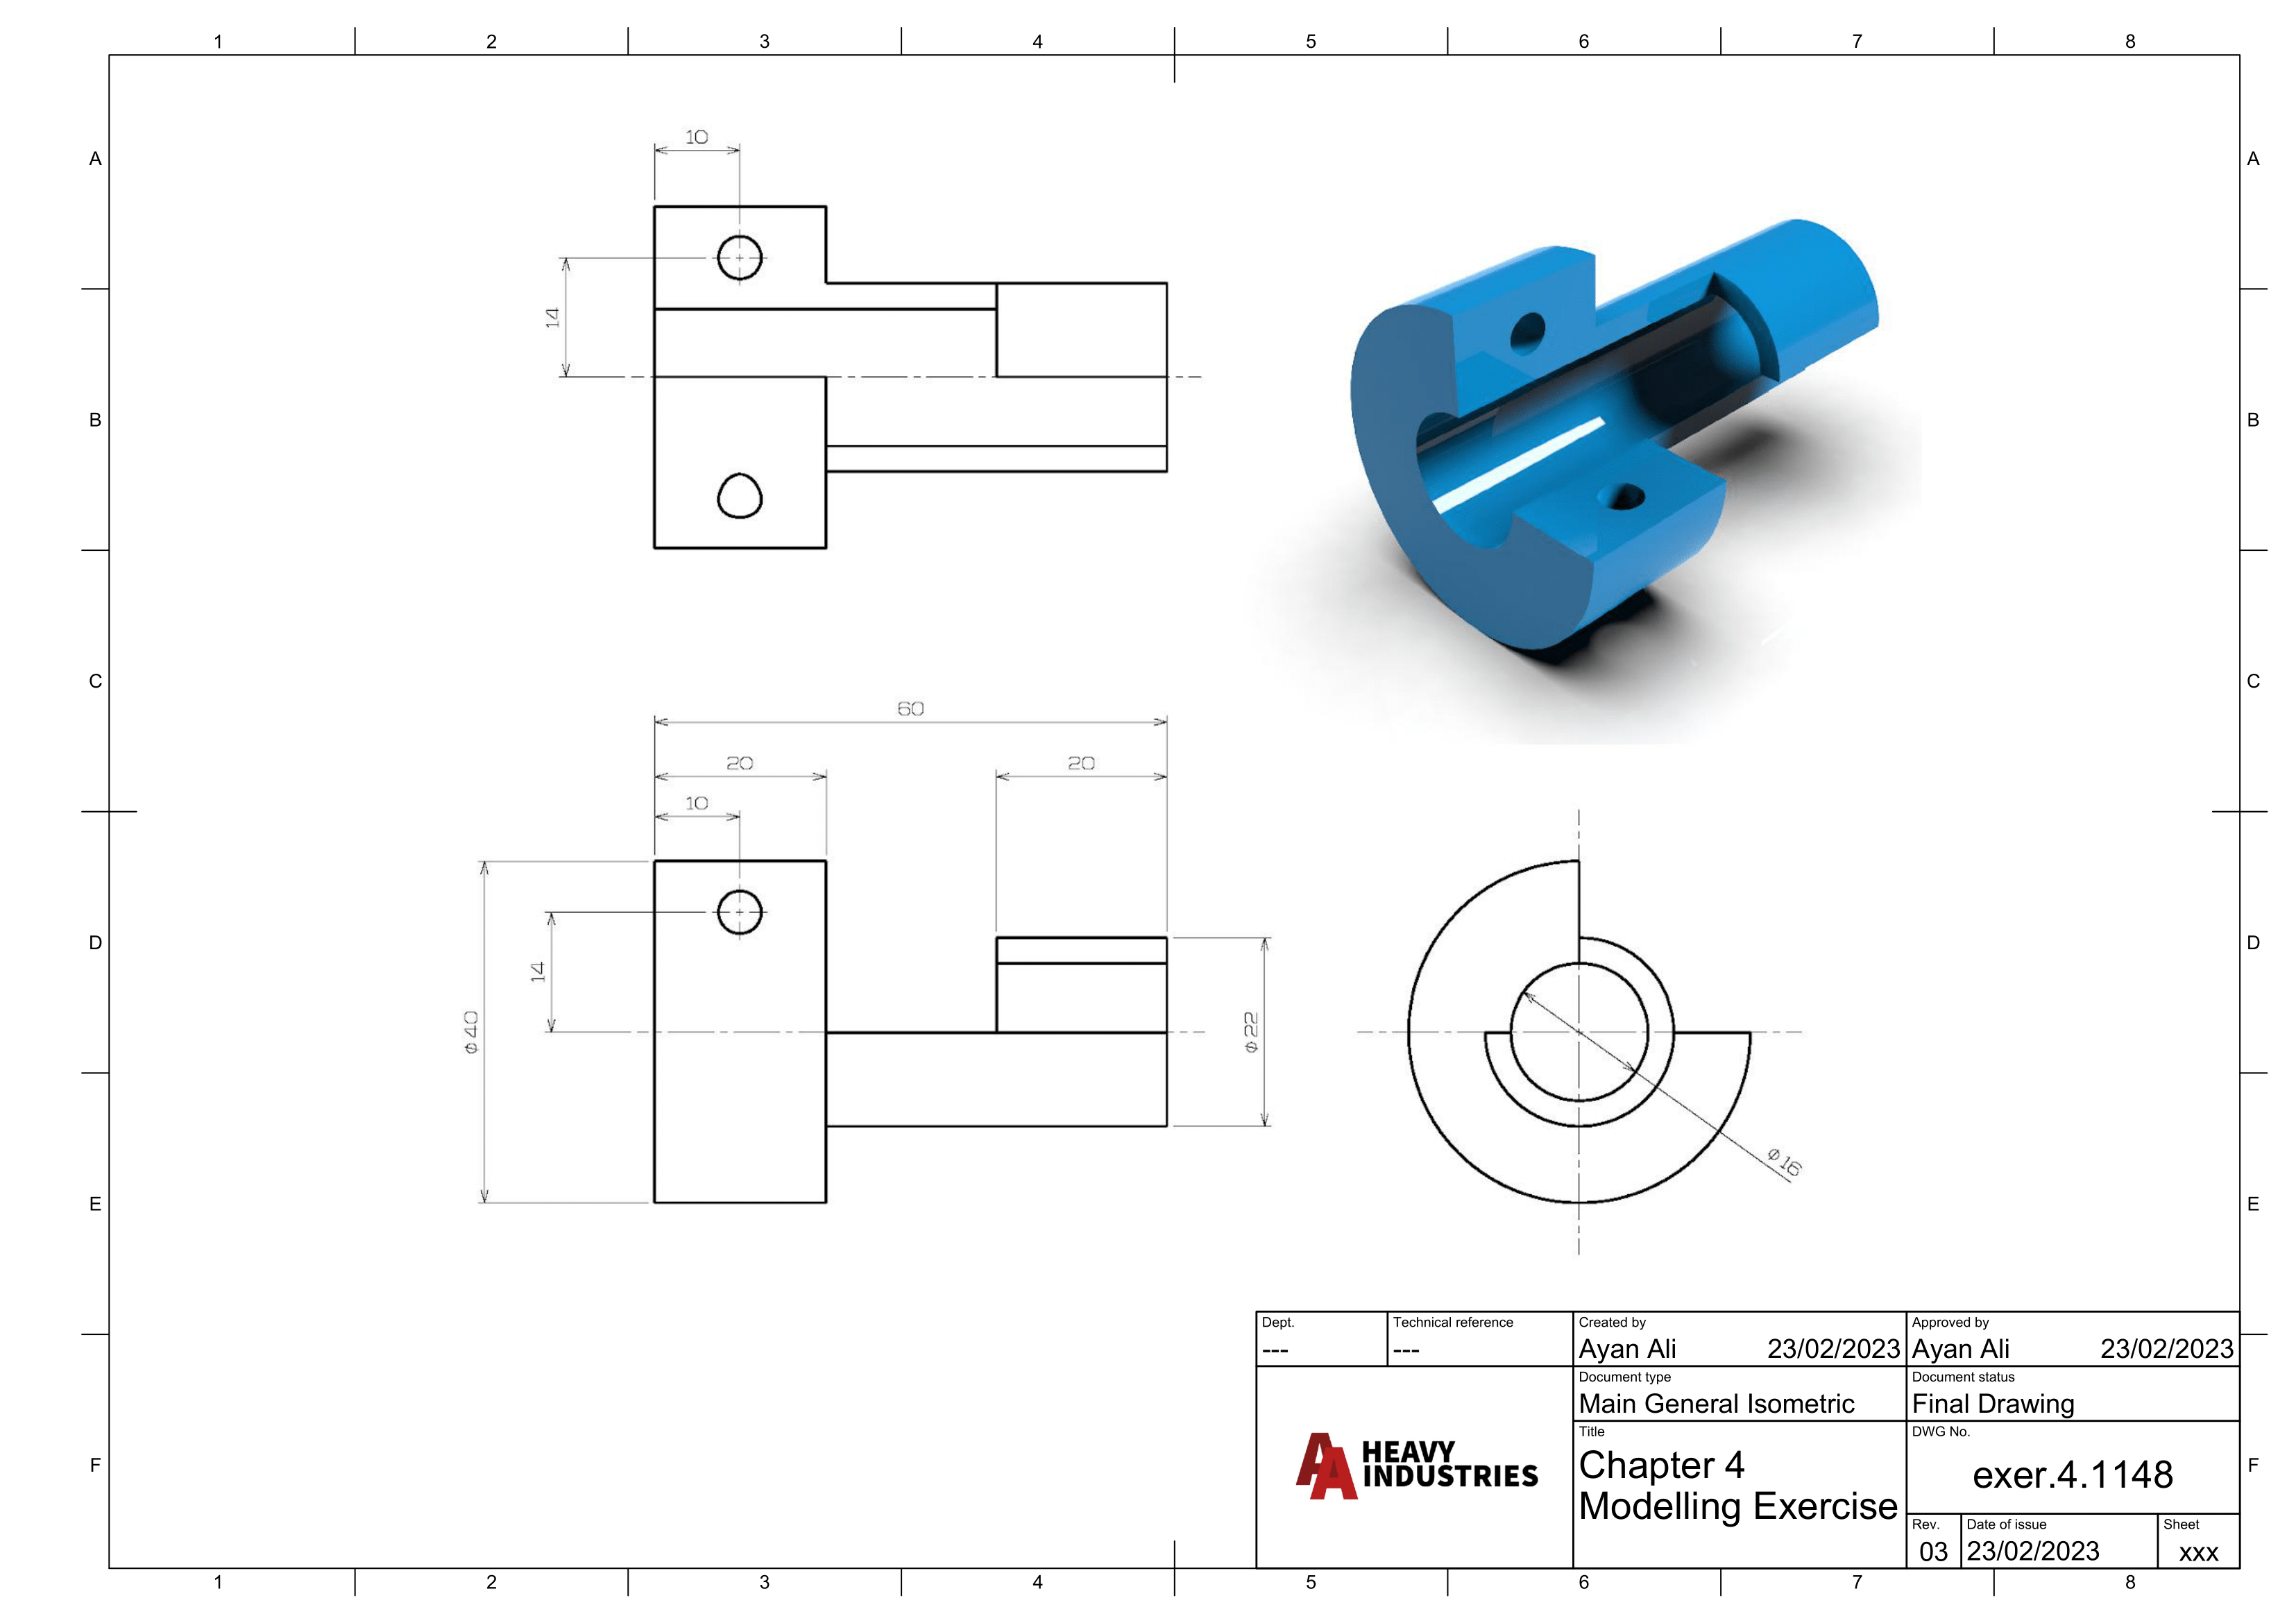 1 2 3 4 5 6 7 8
A A
10
14
B B
C C
60
20 20
10
D D
14
⌀40
⌀22
⌀16
E E
Dept. Technical reference Created by Approved by
--- --- Ayan Ali 23/02/2023 Ayan Ali 23/02/2023
Document type Document status
Main General Isometric Final Drawing
Title DWG No.
AA HEAVY
INDUSTRIES
Chapter 4
Modelling Exercise
exer.4.1148
F F
Rev. Date of issue Sheet
03 23/02/2023 xxx
1 2 3 4 5 6 7 8